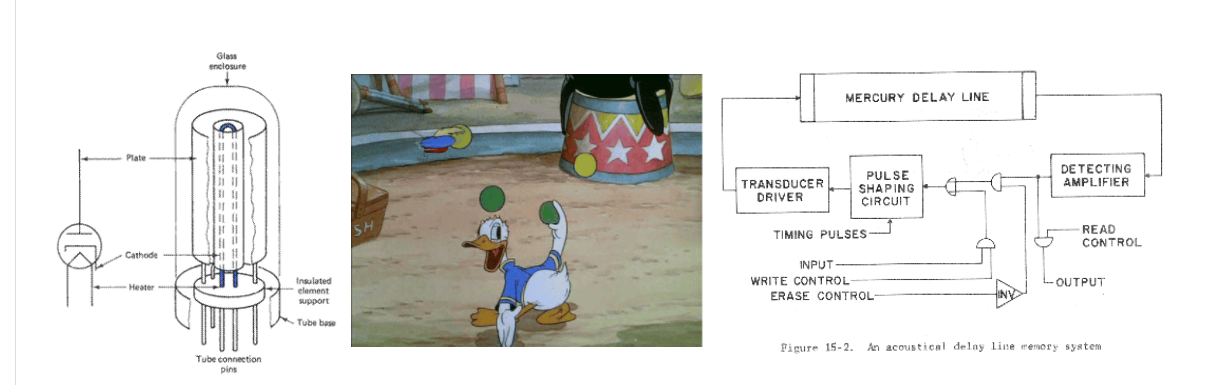 Glass
enclosure
Plate
Cathode
Heater
Insulated
element
support
Tube base
Tube connection
pins
SH
MERCURY DELAY LINE
TRANSDUCER
DRIVER
PULSE
SHAPING
CIRCUIT
DETECTING
AMPLIFIER
TIMING PULSES
READ
CONTROL
INPUT
WRITE CONTROL
ERASE CONTROL
INV
OUTPUT
Figure 15-2. An acoustical delay line memory system